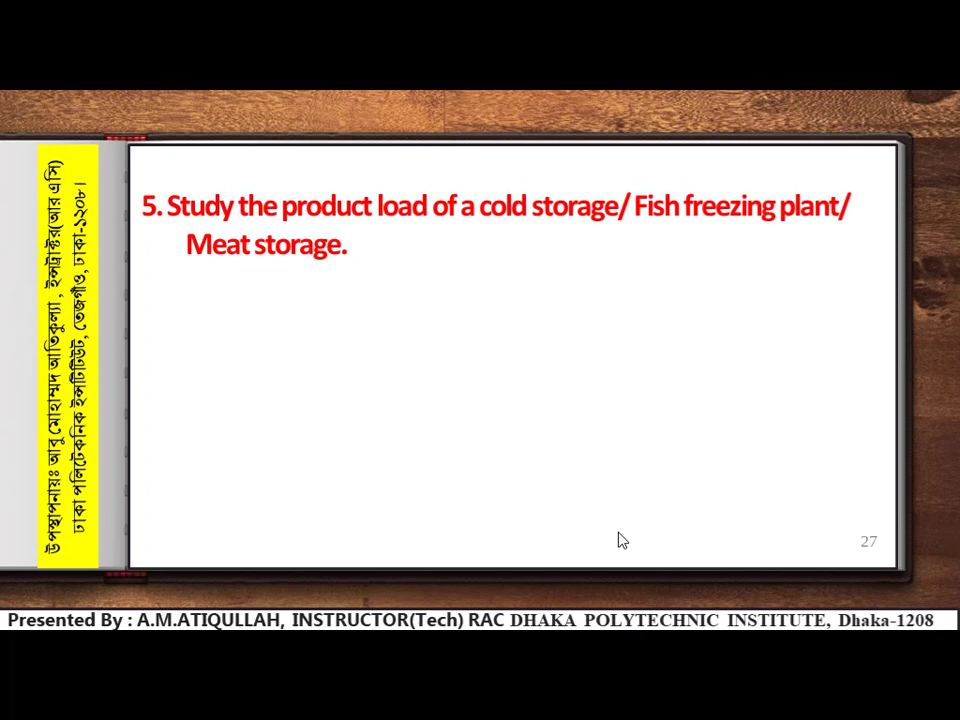 উপস্থাপনায়ঃ আবু মোহাম্মদ আতিকুল্যা , ইন্সট্রাক্টর(আর এসি)
ঢাকা পলিটেকনিক ইন্সটিটিউট, তেজগাঁও, ঢাকা-১২০৮।
5. Study the product load of a cold storage/ Fish freezing plant/
Meat storage.
27
Presented By : A.M.ATIQULLAH, INSTRUCTOR(Tech) RAC DHAKA POLYTECHNIC INSTITUTE, Dhaka-1208